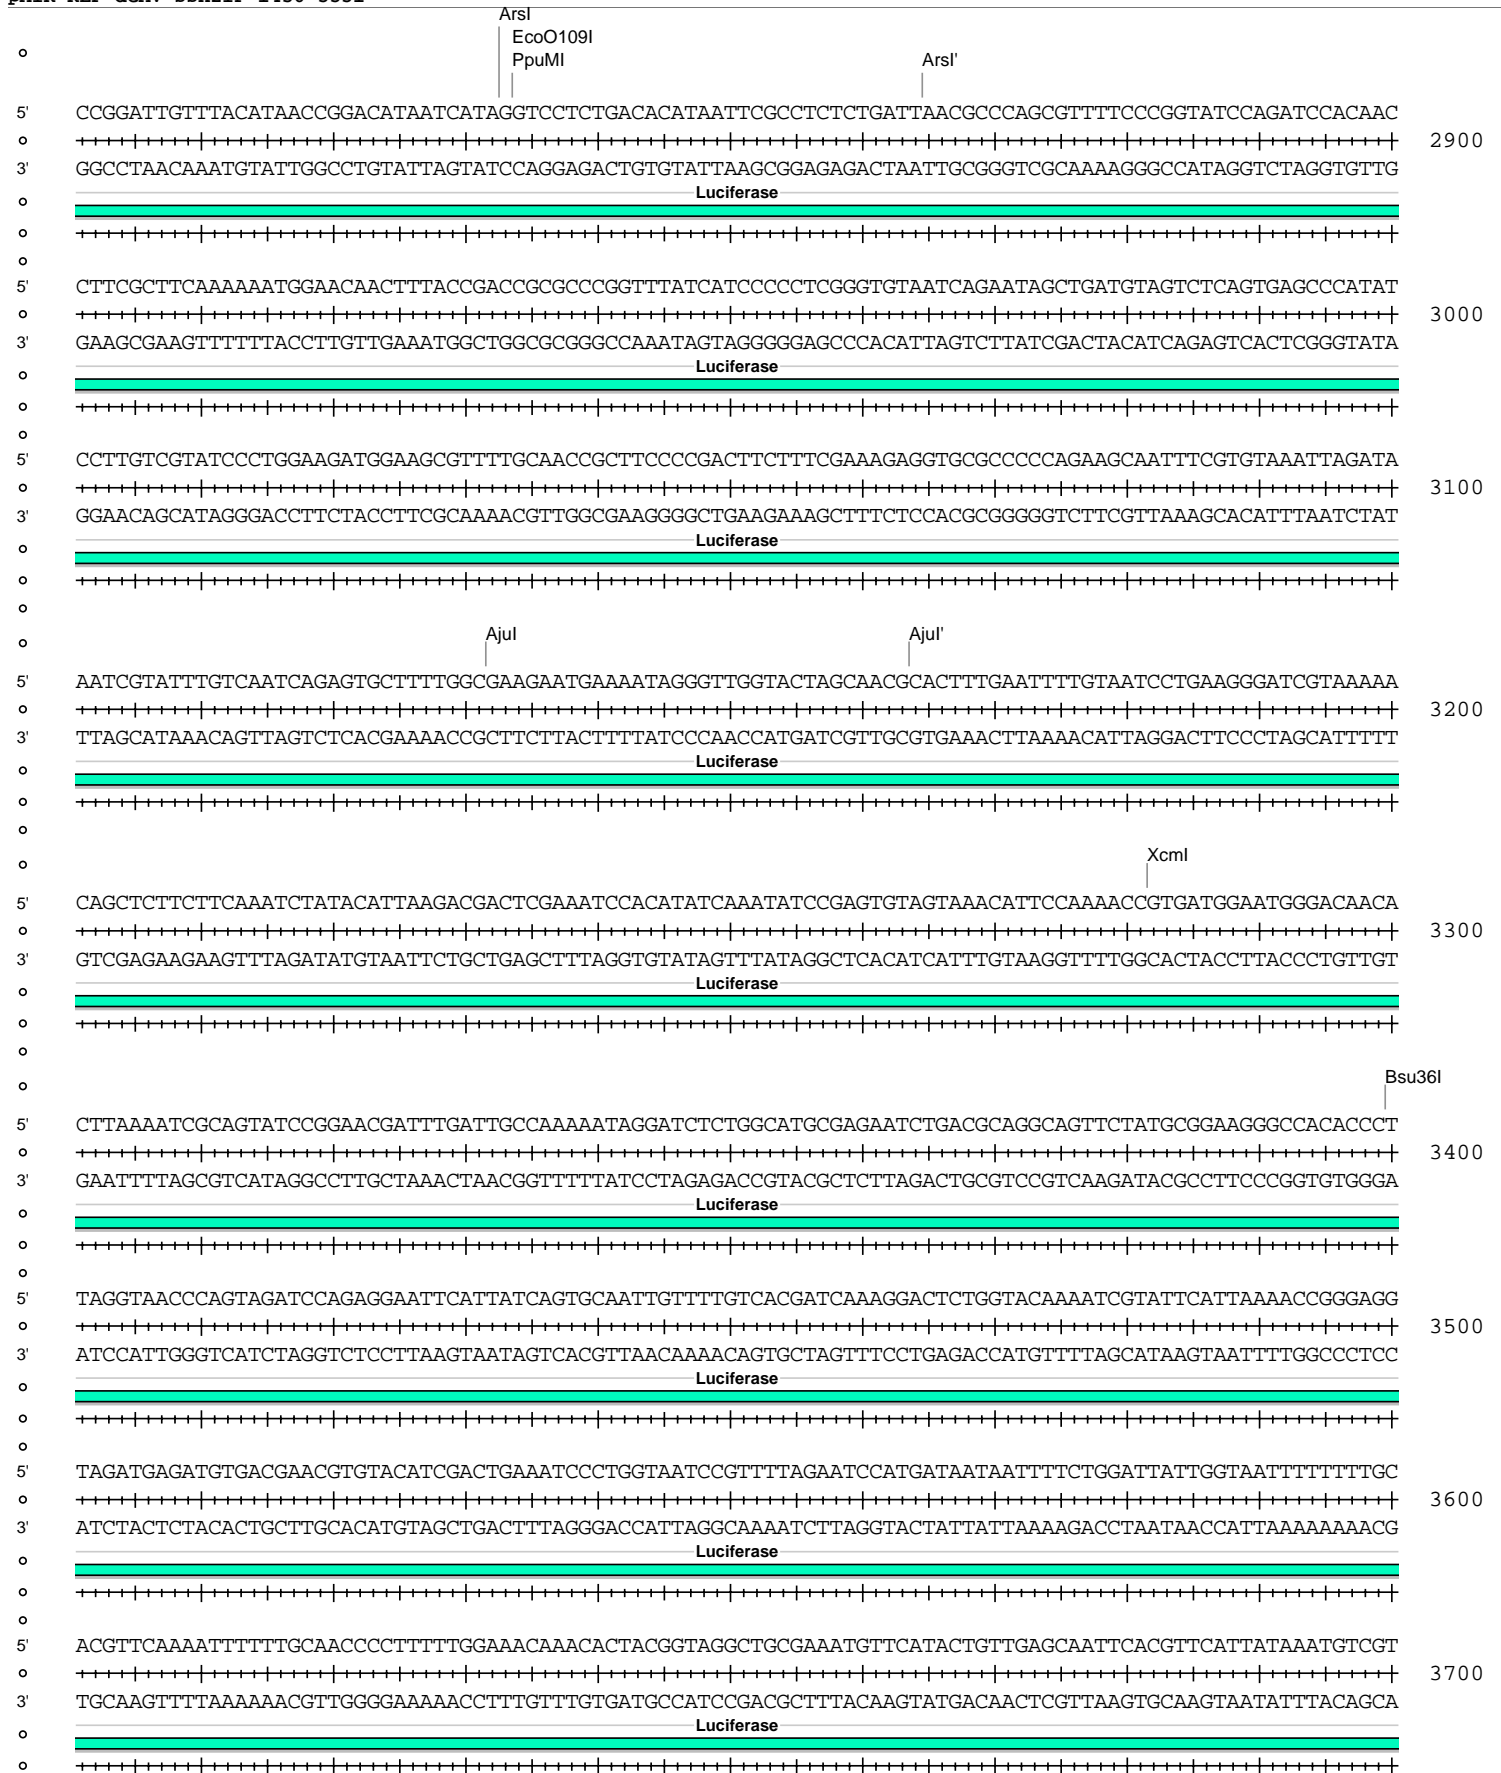 ArsI
EcoO109I
PpuMI
ArsI'
5' CCGGATTGTTTACATAACCGGACATAATCATAGGTCCTCTGACACATAATTCGCCTCTCTGATTAACGCCCAGCGTTTTCCCGGTATCCAGATCCACAAC
2900
3' GGCCTAACAAATGTATTGGCCTGTATTAGTATCCAGGAGACTGTGTATTAAGCGGAGAGACTAATTGCGGGTCGCAAAAGGGCCATAGGTCTAGGTGTTG
Luciferase
5' CTTCGCTTCAAAAAATGGAACAACTTTACCGACCGCGCCCGGTTTATCATCCCCCTCGGGTGTAATCAGAATAGCTGATGTAGTCTCAGTGAGCCCATAT
3000
3' GAAGCGAAGTTTTTTACCTTGTTGAAATGGCTGGCGCGGGCCAAATAGTAGGGGGAGCCCACATTAGTCTTATCGACTACATCAGAGTCACTCGGGTATA
Luciferase
5' CCTTGTCGTATCCCTGGAAGATGGAAGCGTTTTGCAACCGCTTCCCCGACTTCTTTCGAAAGAGGTGCGCCCCCAGAAGCAATTTCGTGTAAATTAGATA
3100
3' GGAACAGCATAGGGACCTTCTACCTTCGCAAAACGTTGGCGAAGGGGCTGAAGAAAGCTTTCTCCACGCGGGGGTCTTCGTTAAAGCACATTTAATCTAT
Luciferase
AjuI
AjuI'
5' AATCGTATTTGTCAATCAGAGTGCTTTTGGCGAAGAATGAAAATAGGGTTGGTACTAGCAACGCACTTTGAATTTTGTAATCCTGAAGGGATCGTAAAAA
3200
3' TTAGCATAAACAGTTAGTCTCACGAAAACCGCTTCTTACTTTTATCCCAACCATGATCGTTGCGTGAAACTTAAAACATTAGGACTTCCCTAGCATTTTT
Luciferase
XcmI
5' CAGCTCTTCTTCAAATCTATACATTAAGACGACTCGAAATCCACATATCAAATATCCGAGTGTAGTAAACATTCCAAAACCGTGATGGAATGGGACAACA
3300
3' GTCGAGAAGAAGTTTAGATATGTAATTCTGCTGAGCTTTAGGTGTATAGTTTATAGGCTCACATCATTTGTAAGGTTTTGGCACTACCTTACCCTGTTGT
Luciferase
Bsu36I
5' CTTAAAATCGCAGTATCCGGAACGATTTGATTGCCAAAAATAGGATCTCTGGCATGCGAGAATCTGACGCAGGCAGTTCTATGCGGAAGGGCCACACCCT
3400
3' GAATTTTAGCGTCATAGGCCTTGCTAAACTAACGGTTTTTATCCTAGAGACCGTACGCTCTTAGACTGCGTCCGTCAAGATACGCCTTCCCGGTGTGGGA
Luciferase
5' TAGGTAACCCAGTAGATCCAGAGGAATTCATTATCAGTGCAATTGTTTTGTCACGATCAAAGGACTCTGGTACAAAATCGTATTCATTAAAACCGGGAGG
3500
3' ATCCATTGGGTCATCTAGGTCTCCTTAAGTAATAGTCACGTTAACAAAACAGTGCTAGTTTCCTGAGACCATGTTTTAGCATAAGTAATTTTGGCCCTCC
Luciferase
5' TAGATGAGATGTGACGAACGTGTACATCGACTGAAATCCCTGGTAATCCGTTTTAGAATCCATGATAATAATTTTCTGGATTATTGGTAATTTTTTTTGC
3600
3' ATCTACTCTACACTGCTTGCACATGTAGCTGACTTTAGGGACCATTAGGCAAAATCTTAGGTACTATTATTAAAAGACCTAATAACCATTAAAAAAAACG
Luciferase
5' ACGTTCAAAATTTTTTGCAACCCCTTTTTGGAAACAAACACTACGGTAGGCTGCGAAATGTTCATACTGTTGAGCAATTCACGTTCATTATAAATGTCGT
3700
3' TGCAAGTTTTAAAAAACGTTGGGGAAAAACCTTTGTTTGTGATGCCATCCGACGCTTTACAAGTATGACAACTCGTTAAGTGCAAGTAATATTTACAGCA
Luciferase